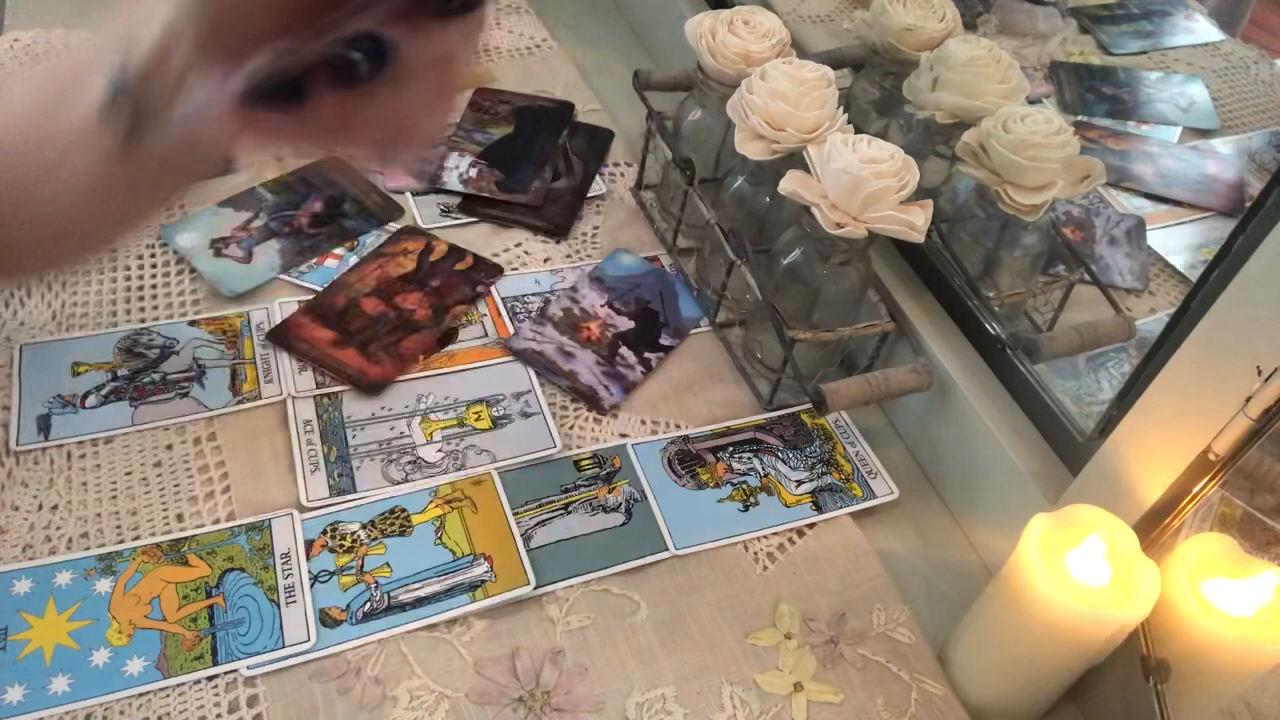 KNIGHT of CUPS.
ACE of CUPS.
QUEEN of CUPS.
THE STAR.